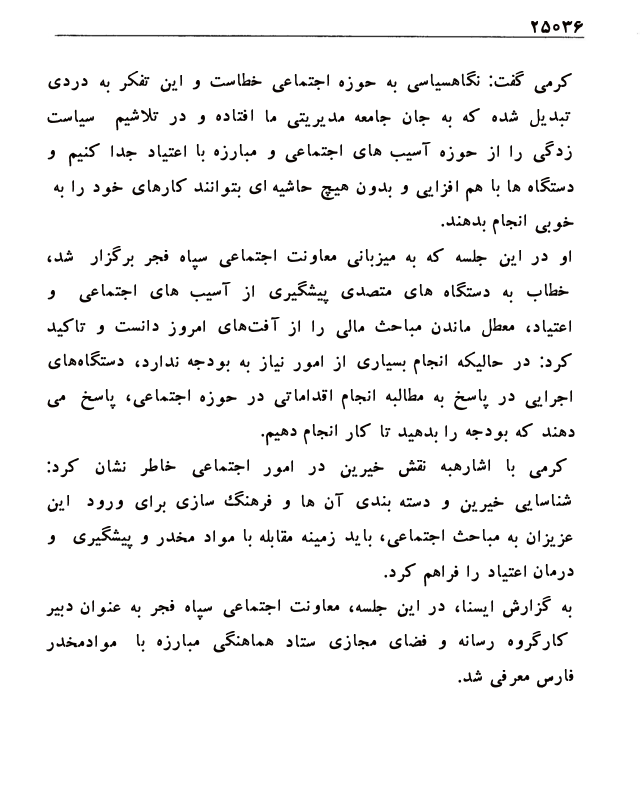 ۲۵۰۳۶
کرمی گفت: نگاهسیاسی به حوزه اجتماعی خطاست و این تفکر به دردی
تبدیل شده که به جان جامعه مدیریتی ما افتاده و در تلاشیم سیاست
زدگی را از حوزه آسیب های اجتماعی و مبارزه با اعتیاد جدا کنیم و
دستگاه ها با هم افزایی و بدون هیچ حاشیه ای بتوانند کارهای خود را به
خوبی انجام بدهند.
او در این جلسه که به میزبانی معاونت اجتماعی سپاه فجر برگزار شد،
خطاب به دستگاه های متصدی پیشگیری از آسیب های اجتماعی و
اعتیاد، معطل ماندن مباحث مالی را از آفت‌های امروز دانست و تاکید
کرد: در حالیکه انجام بسیاری از امور نیاز به بودجه ندارد، دستگاه‌های
اجرایی در پاسخ به مطالبه انجام اقداماتی در حوزه اجتماعی، پاسخ می
دهند که بودجه را بدهید تا کار انجام دهیم.
کرمی با اشارهبه نقش خیرین در امور اجتماعی خاطر نشان کرد:
شناسایی خیرین و دسته بندی آن ها و فرهنگ سازی برای ورود این
عزیزان به مباحث اجتماعی، باید زمینه مقابله با مواد مخدر و پیشگیری و
درمان اعتیاد را فراهم کرد.
به گزارش ایسنا، در این جلسه، معاونت اجتماعی سپاه فجر به عنوان دبیر
کارگروه رسانه و فضای مجازی ستاد هماهنگی مبارزه با موادمخدر
فارس معرفی شد.